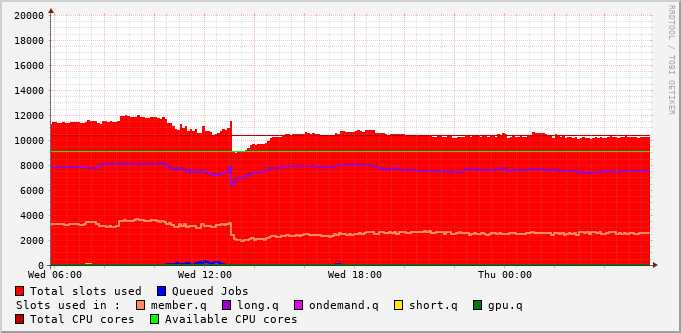 20000
18000
16000
14000
12000
10000
8000
6000
4000
2000
0
Wed 06:00 Wed 12:00 Wed 18:00 Thu 00:00
Total slots used Queued Jobs
Slots used in : member.q long.q ondemand.q short.q gpu.q
Total CPU cores Available CPU cores
RRDTOOL / TOBI OETIKER